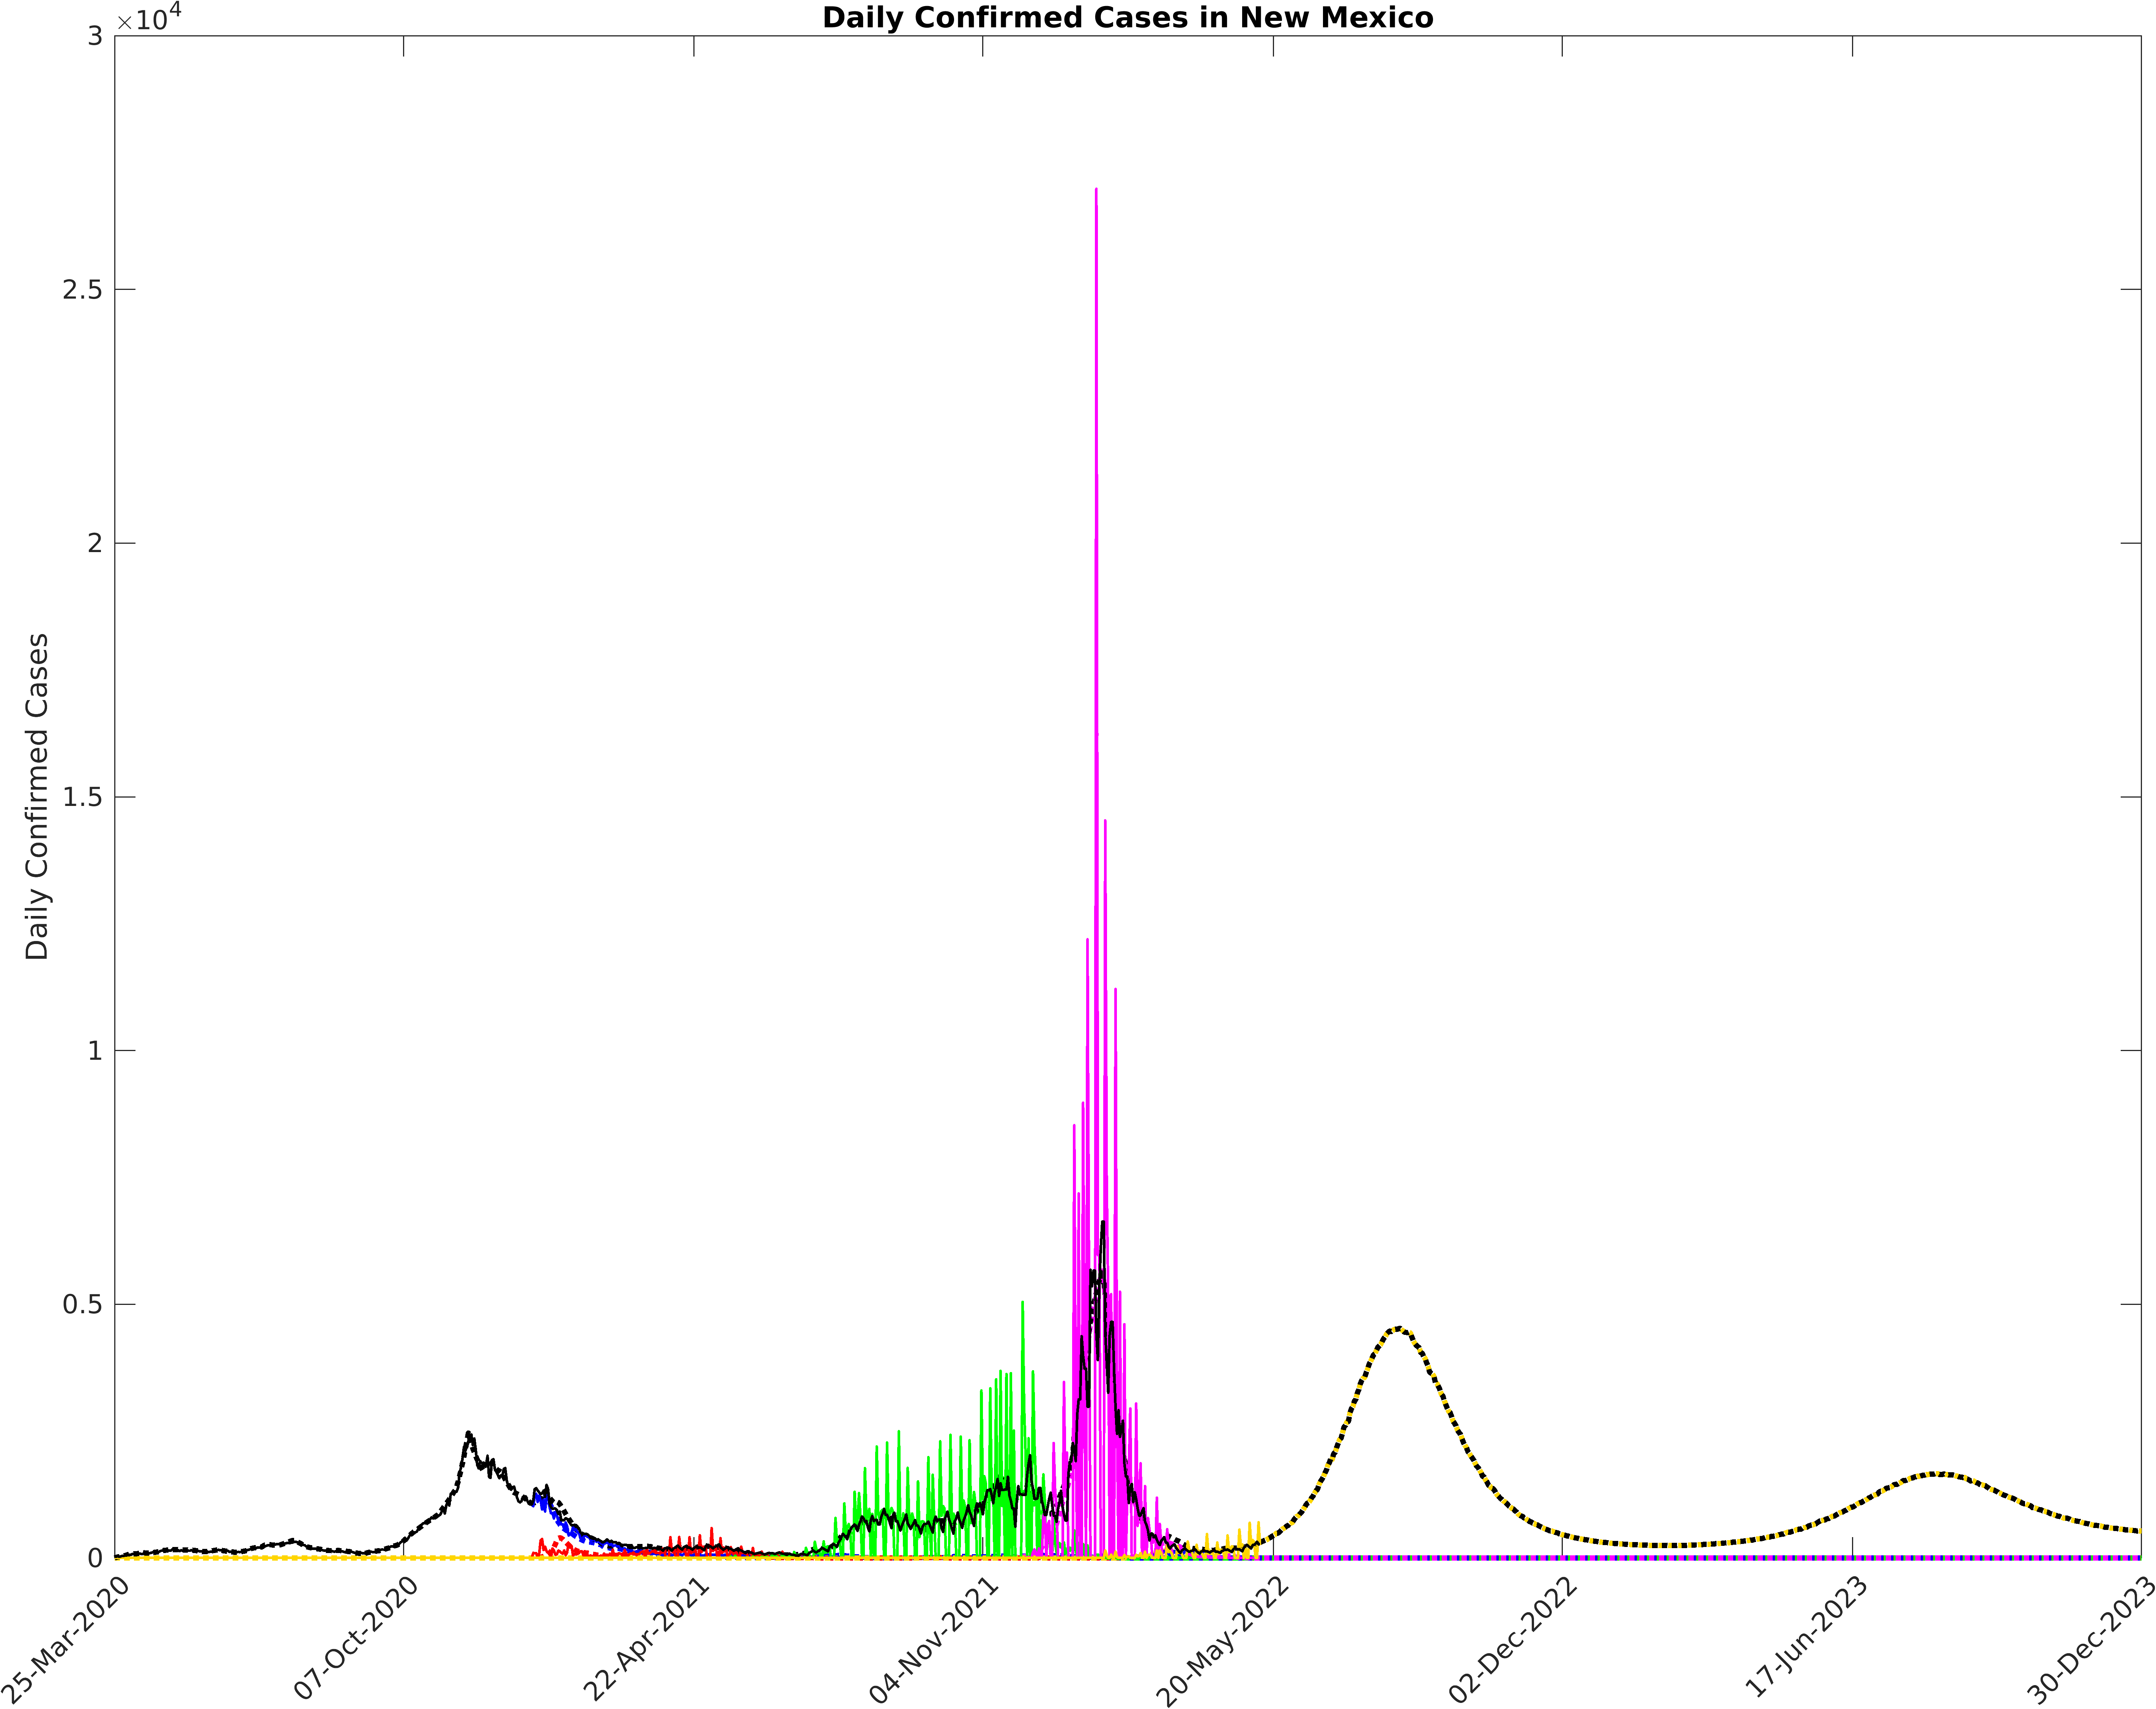 Daily Confirmed Cases in New Mexico
×10⁴
3
2.5
2
1.5
1
0.5
0
Daily Confirmed Cases
25-Mar-2020
07-Oct-2020
22-Apr-2021
04-Nov-2021
20-May-2022
02-Dec-2022
17-Jun-2023
30-Dec-2023